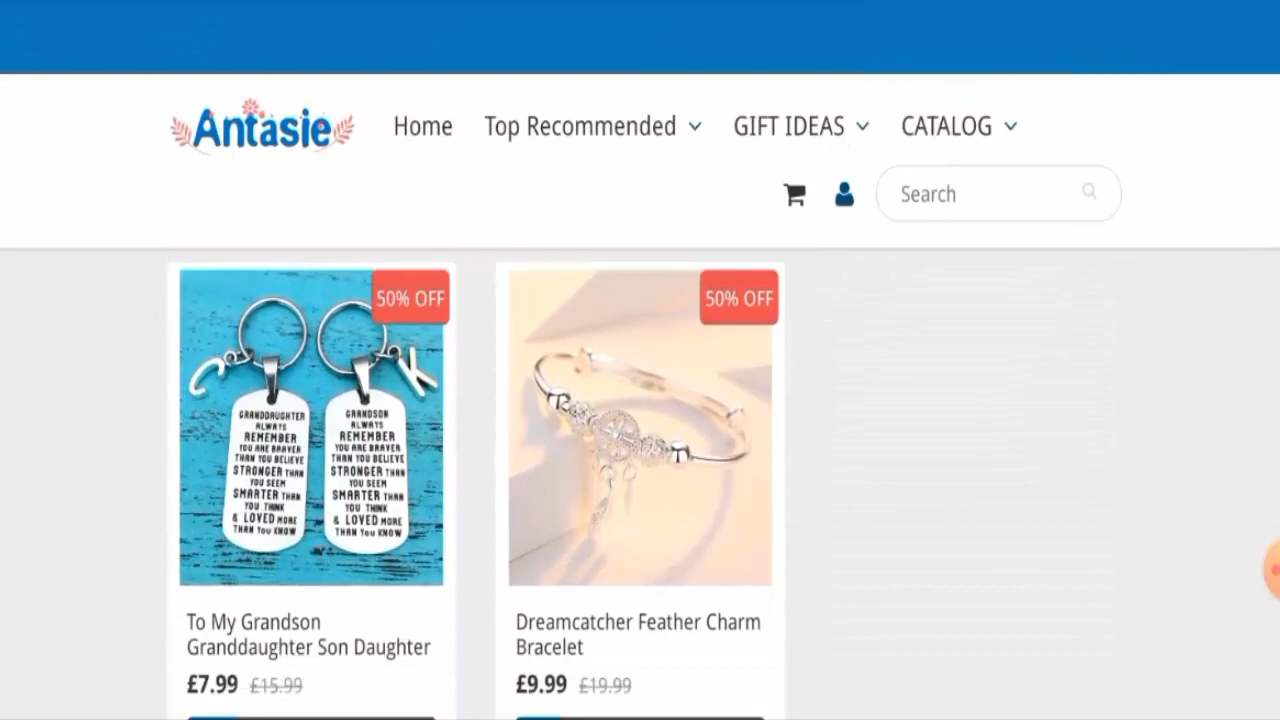 Antasie
Home
Top Recommended
GIFT IDEAS
CATALOG
Search
50% OFF
C
K
GRANDDAUGHTER
ALWAYS
REMEMBER
YOU ARE BRAVER
THAN YOU BELIEVE
STRONGER THAN
YOU SEEM
SMARTER THAN
YOU THINK
& LOVED MORE
THAN YOU KNOW
GRANDSON
ALWAYS
REMEMBER
YOU ARE BRAVER
THAN YOU BELIEVE
STRONGER THAN
YOU SEEM
SMARTER THAN
YOU THINK
& LOVED MORE
THAN YOU KNOW
To My Grandson
Granddaughter Son Daughter
£7.99 £15.99
50% OFF
Dreamcatcher Feather Charm
Bracelet
£9.99 £19.99